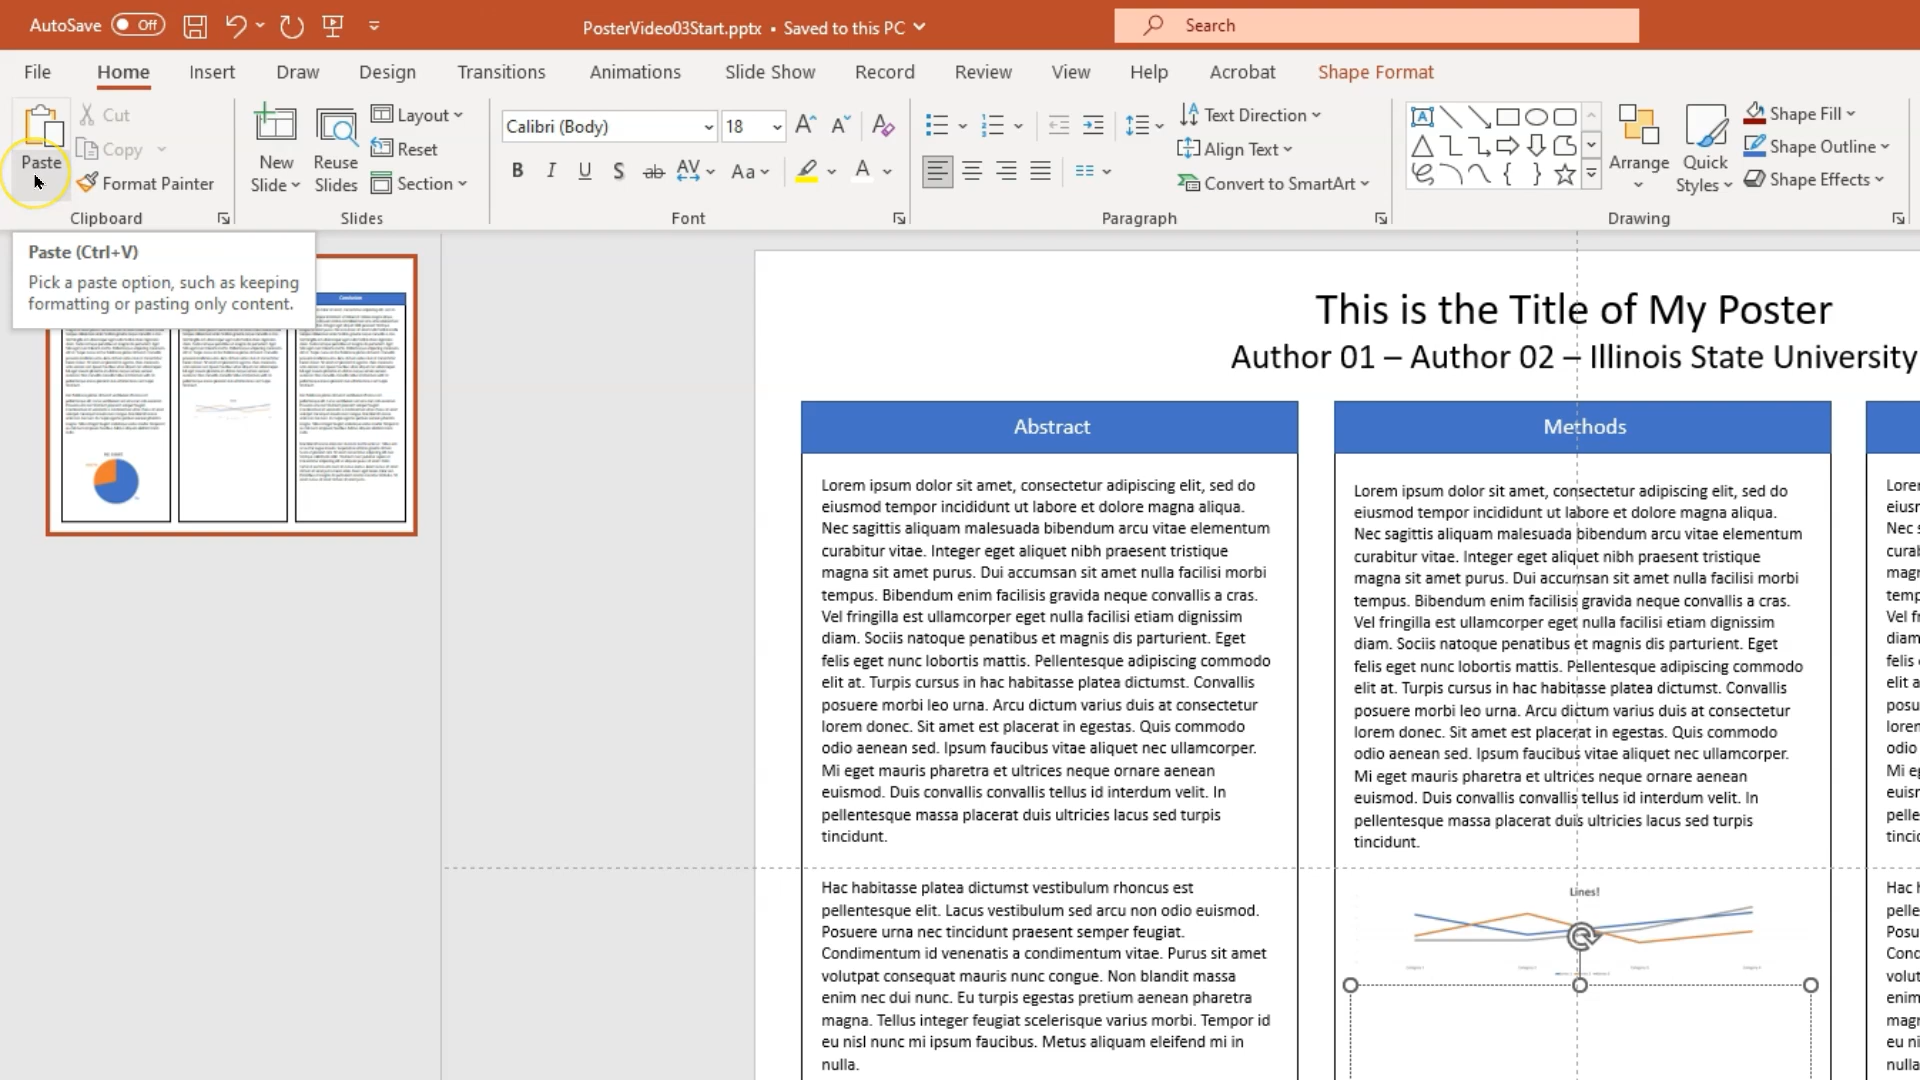 AutoSave Off PosterVideo03Start.pptx • Saved to this PC Search
File Home Insert Draw Design Transitions Animations Slide Show Record Review View Help Acrobat Shape Format
Paste Cut Copy Format Painter
Clipboard
New Slide Reuse Slides Layout Reset Section
Slides
Calibri (Body) 18
B I U S ab AV Aa A
Font
Text Direction
Align Text
Convert to SmartArt
Paragraph
Arrange Quick Styles Shape Fill Shape Outline Shape Effects
Drawing
Paste (Ctrl+V)
Pick a paste option, such as keeping
formatting or pasting only content.
Conclusion
This is the Title of My Poster
Author 01 – Author 02 – Illinois State University
Abstract
Lorem ipsum dolor sit amet, consectetur adipiscing elit, sed do
eiusmod tempor incididunt ut labore et dolore magna aliqua.
Nec sagittis aliquam malesuada bibendum arcu vitae elementum
curabitur vitae. Integer eget aliquet nibh praesent tristique
magna sit amet purus. Dui accumsan sit amet nulla facilisi morbi
tempus. Bibendum enim facilisis gravida neque convallis a cras.
Vel fringilla est ullamcorper eget nulla facilisi etiam dignissim
diam. Sociis natoque penatibus et magnis dis parturient. Eget
felis eget nunc lobortis mattis. Pellentesque adipiscing commodo
elit at. Turpis cursus in hac habitasse platea dictumst. Convallis
posuere morbi leo urna. Arcu dictum varius duis at consectetur
lorem donec. Sit amet est placerat in egestas. Quis commodo
odio aenean sed. Ipsum faucibus vitae aliquet nec ullamcorper.
Mi eget mauris pharetra et ultrices neque ornare aenean
euismod. Duis convallis convallis tellus id interdum velit. In
pellentesque massa placerat duis ultricies lacus sed turpis
tincidunt.
Hac habitasse platea dictumst vestibulum rhoncus est
pellentesque elit. Lacus vestibulum sed arcu non odio euismod.
Posuere urna nec tincidunt praesent semper feugiat.
Condimentum id venenatis a condimentum vitae. Purus sit amet
volutpat consequat mauris nunc congue. Non blandit massa
enim nec dui nunc. Eu turpis egestas pretium aenean pharetra
magna. Tellus integer feugiat scelerisque varius morbi. Tempor id
eu nisl nunc mi ipsum faucibus. Metus aliquam eleifend mi in
nulla.
Methods
Lorem ipsum dolor sit amet, consectetur adipiscing elit, sed do
eiusmod tempor incididunt ut labore et dolore magna aliqua.
Nec sagittis aliquam malesuada bibendum arcu vitae elementum
curabitur vitae. Integer eget aliquet nibh praesent tristique
magna sit amet purus. Dui accumsan sit amet nulla facilisi morbi
tempus. Bibendum enim facilisis gravida neque convallis a cras.
Vel fringilla est ullamcorper eget nulla facilisi etiam dignissim
diam. Sociis natoque penatibus et magnis dis parturient. Eget
felis eget nunc lobortis mattis. Pellentesque adipiscing commodo
elit at. Turpis cursus in hac habitasse platea dictumst. Convallis
posuere morbi leo urna. Arcu dictum varius duis at consectetur
lorem donec. Sit amet est placerat in egestas. Quis commodo
odio aenean sed. Ipsum faucibus vitae aliquet nec ullamcorper.
Mi eget mauris pharetra et ultrices neque ornare aenean
euismod. Duis convallis convallis tellus id interdum velit. In
pellentesque massa placerat duis ultricies lacus sed turpis
tincidunt.
Lines!